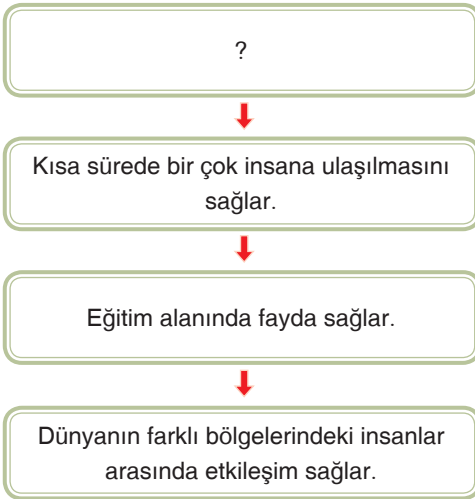 ?
Kısa sürede bir çok insana ulaşılmasını
sağlar.
Eğitim alanında fayda sağlar.
Dünyanın farklı bölgelerindeki insanlar
arasında etkileşim sağlar.